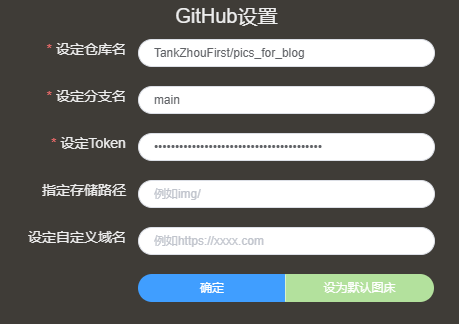 GitHub设置
* 设定仓库名 TankZhouFirst/pics_for_blog
* 设定分支名 main
* 设定Token ••••••••••••••••••••••••••••••••••••••••
指定存储路径 例如img/
设定自定义域名 例如https://xxxx.com
确定 设为默认图床